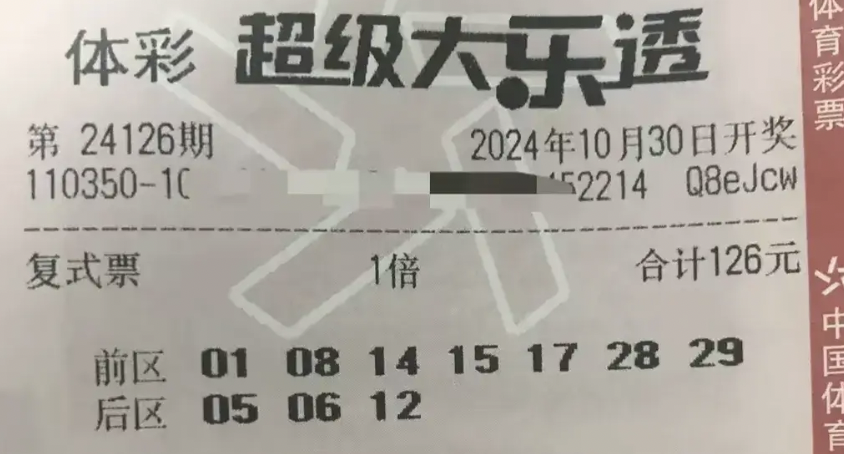 体彩 超级大乐透
第 24126期 2024年10月30日开奖
110350-10 52214 Q8eJcw
复式票 1倍 合计126元
前区 01 08 14 15 17 28 29
后区 05 06 12
体育彩票
中国体育